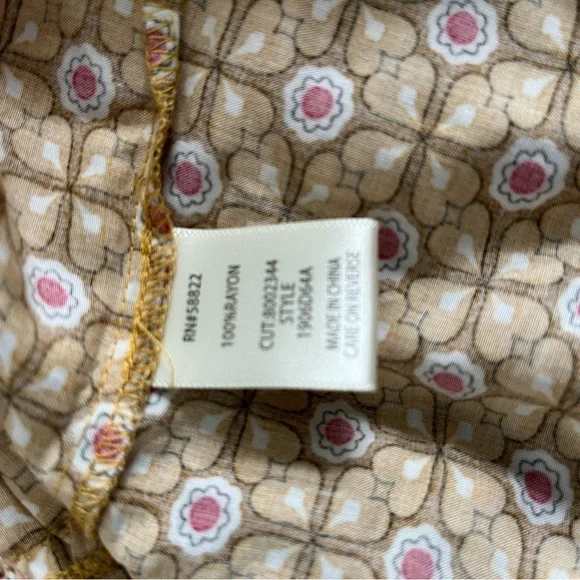 RN#58822
100%RAYON
CUT:8002344
STYLE
1906D64A
MADE IN CHINA
CARE ON REVERSE